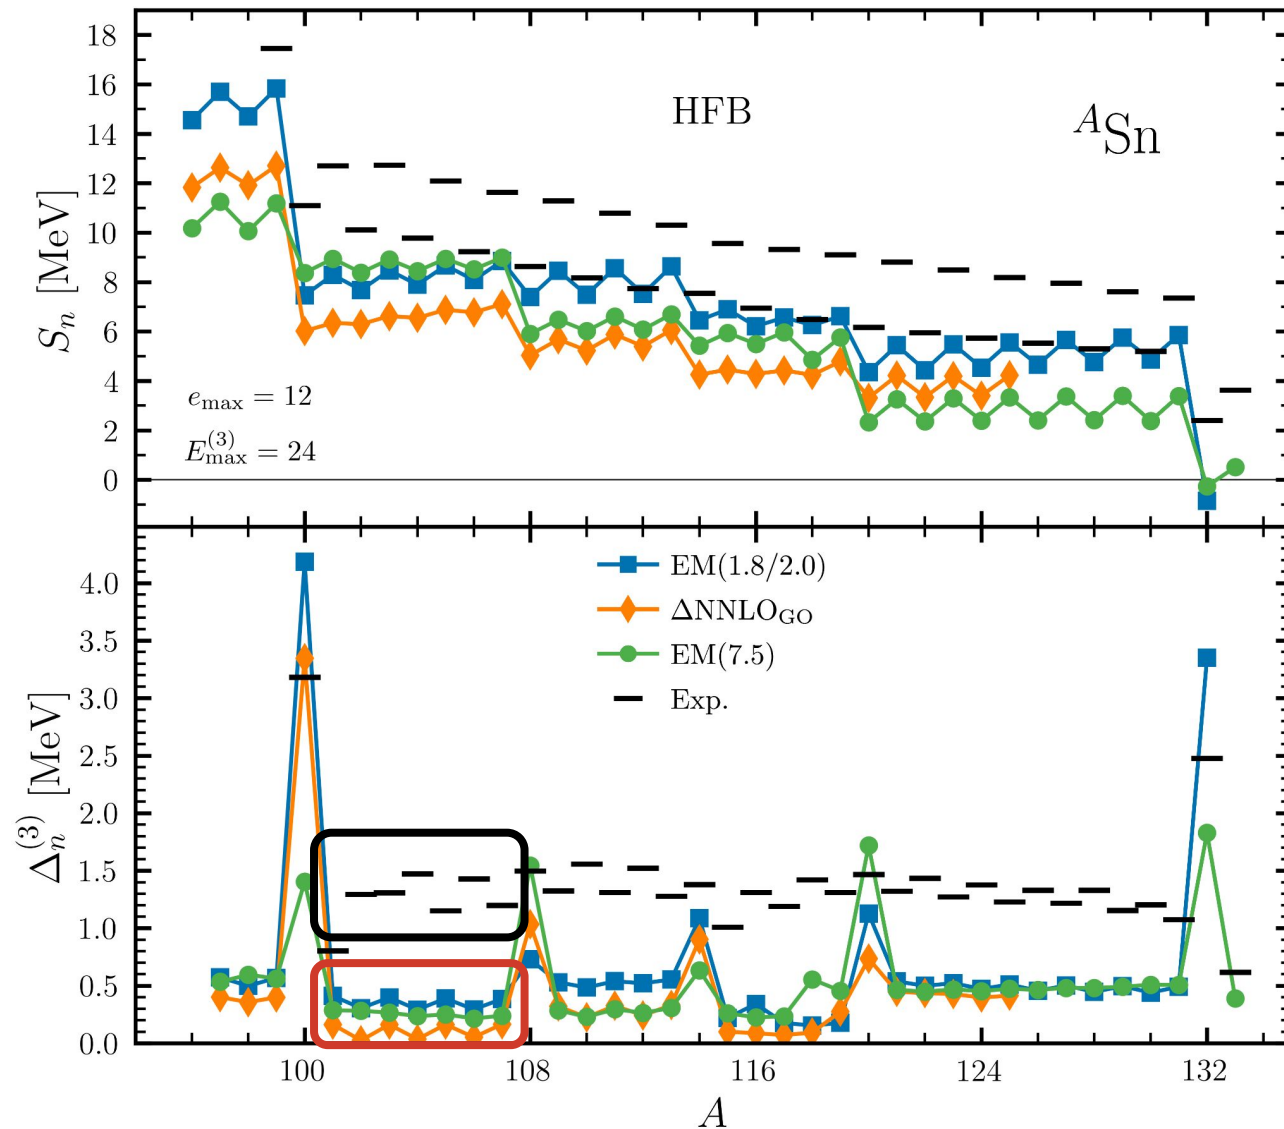 18
16
14
12
10
8
6
4
2
0
S_n [MeV]
HFB
^A Sn
e_max = 12
E_max^(3) = 24
4.0
3.5
3.0
2.5
2.0
1.5
1.0
0.5
0.0
Δ_n^(3) [MeV]
EM(1.8/2.0)
ΔNNLO_GO
EM(7.5)
Exp.
100 108 116 124 132
A